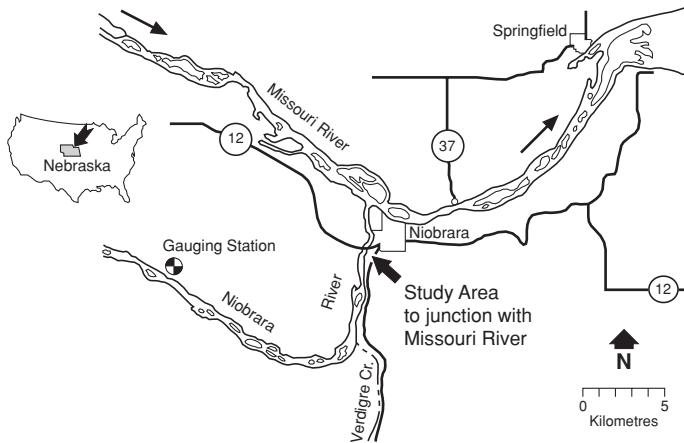 Springfield
Missouri River
12
37
Nebraska
Niobrara
Gauging Station
Niobrara
River
Study Area
to junction with
Missouri River
12
Verdigre Cr.
N
0 5
Kilometres